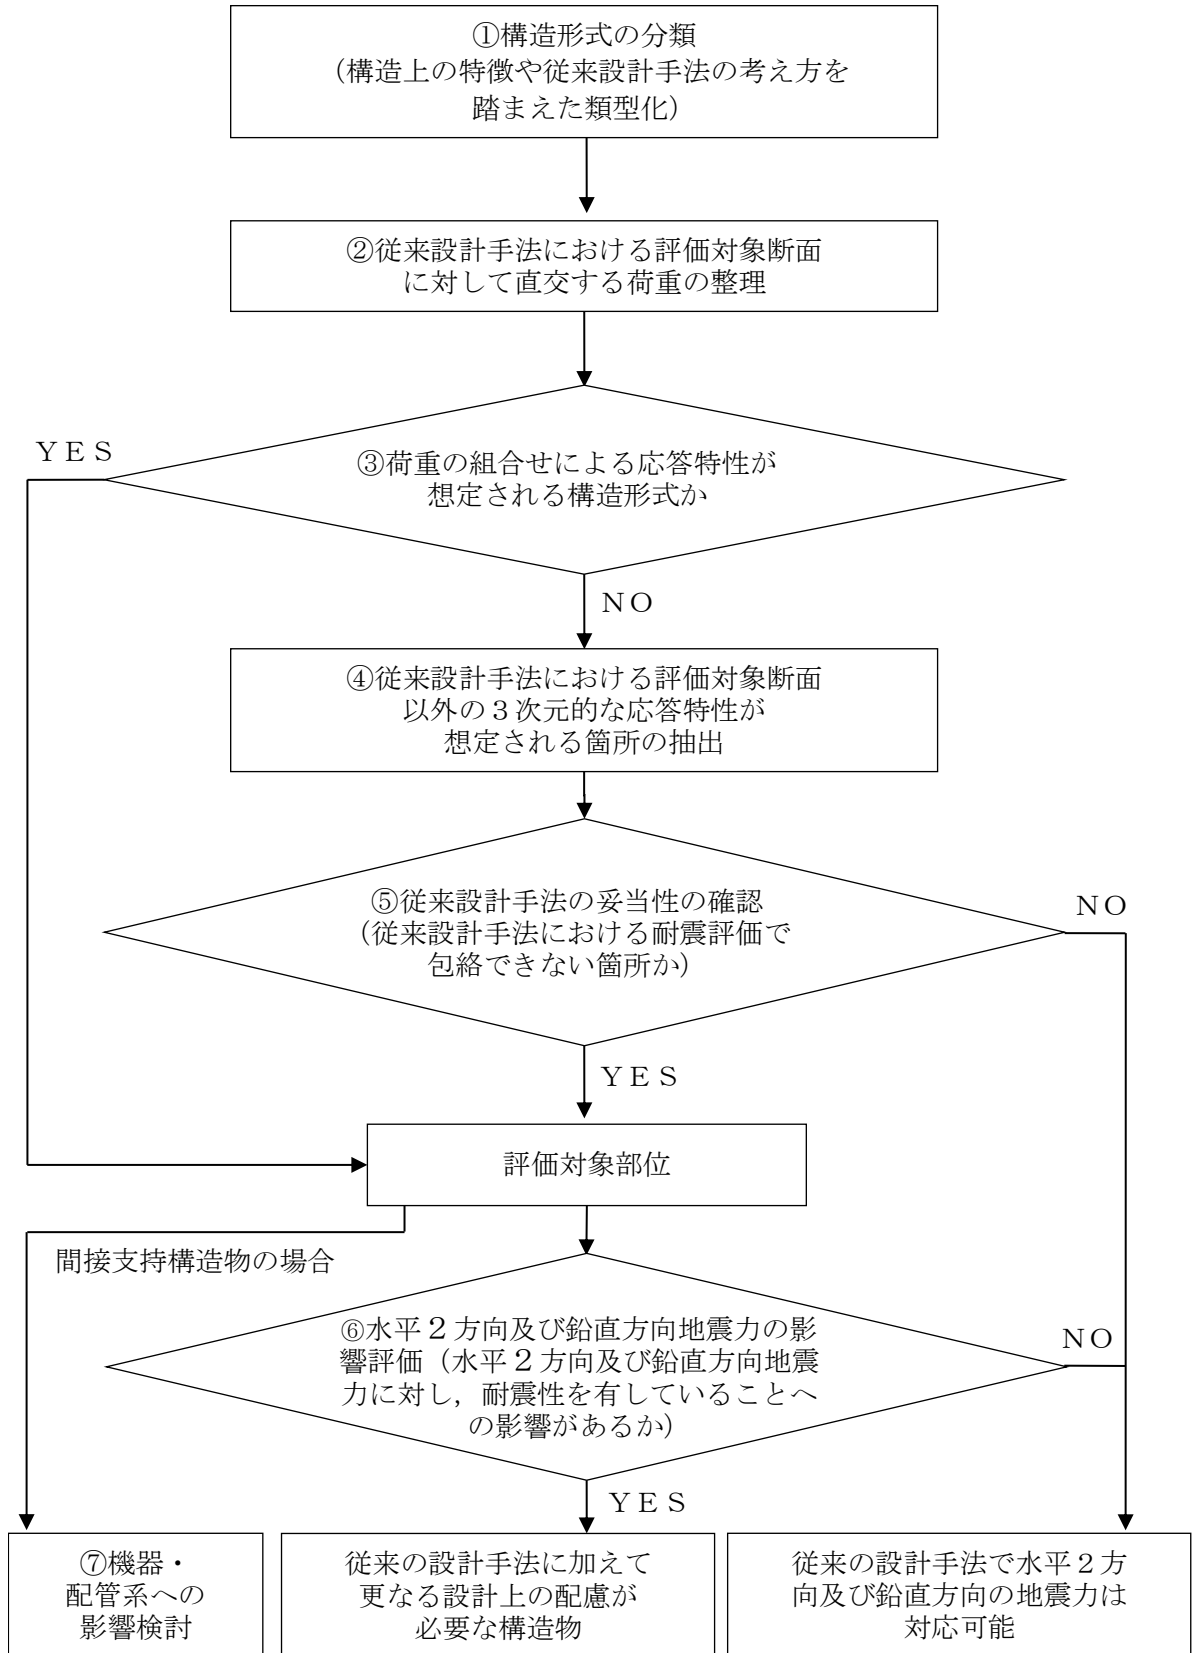 ①構造形式の分類
（構造上の特徴や従来設計手法の考え方を
踏まえた類型化）
②従来設計手法における評価対象断面
に対して直交する荷重の整理
YES
③荷重の組合せによる応答特性が
想定される構造形式か
NO
④従来設計手法における評価対象断面
以外の３次元的な応答特性が
想定される箇所の抽出
⑤従来設計手法の妥当性の確認
（従来設計手法における耐震評価で
包絡できない箇所か）
NO
YES
評価対象部位
間接支持構造物の場合
⑥水平２方向及び鉛直方向地震力の影
響評価（水平２方向及び鉛直方向地震
力に対し，耐震性を有していることへ
の影響があるか）
NO
YES
⑦機器・
配管系への
影響検討
従来の設計手法に加えて
更なる設計上の配慮が
必要な構造物
従来の設計手法で水平２方
向及び鉛直方向の地震力は
対応可能